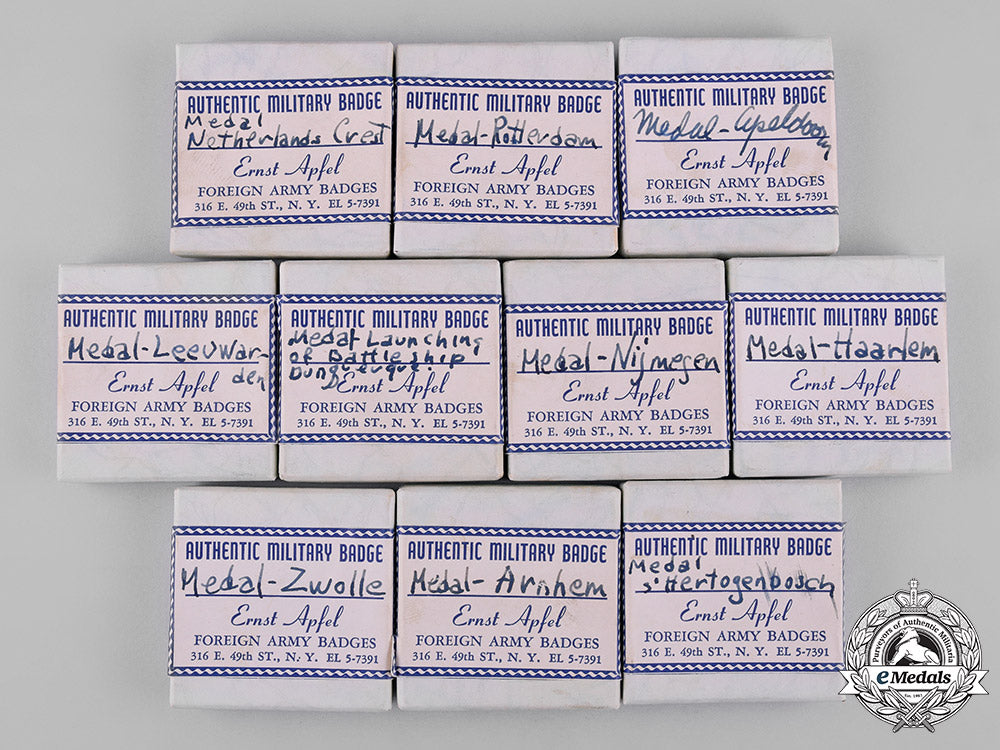 AUTHENTIC MILITARY BADGE
Medal
Netherlands Crest
Ernst Apfel
FOREIGN ARMY BADGES
316 E. 49th ST., N. Y. EL 5-7391
AUTHENTIC MILITARY BADGE
Medal-Rotterdam
Ernst Apfel
FOREIGN ARMY BADGES
316 E. 49th ST., N. Y. EL 5-7391
AUTHENTIC MILITARY BADGE
Medal-Apeldoorn
Ernst Apfel
FOREIGN ARMY BADGES
316 E. 49th ST., N. Y. EL 5-7391
AUTHENTIC MILITARY BADGE
Medal-Leeuwar-
den
Ernst Apfel
FOREIGN ARMY BADGES
316 E. 49th ST., N. Y. EL 5-7391
AUTHENTIC MILITARY BADGE
Medal Launching
of Battleship
Dunquerque
Ernst Apfel
FOREIGN ARMY BADGES
316 E. 49th ST., N. Y. EL 5-7391
AUTHENTIC MILITARY BADGE
Medal-Nijmegen
Ernst Apfel
FOREIGN ARMY BADGES
316 E. 49th ST., N. Y. EL 5-7391
AUTHENTIC MILITARY BADGE
Medal-Haarlem
Ernst Apfel
FOREIGN ARMY BADGES
316 E. 49th ST., N. Y. EL 5-7391
AUTHENTIC MILITARY BADGE
Medal-Zwolle
Ernst Apfel
FOREIGN ARMY BADGES
316 E. 49th ST., N. Y. EL 5-7391
AUTHENTIC MILITARY BADGE
Medal-Arnhem
Ernst Apfel
FOREIGN ARMY BADGES
316 E. 49th ST., N. Y. EL 5-7391
AUTHENTIC MILITARY BADGE
Medal
s'Hertogenbosch
Ernst Apfel
FOREIGN ARMY BADGES
316 E. 49th ST., N. Y. EL 5-7391
Purveyors of Authentic Militaria
eMedals